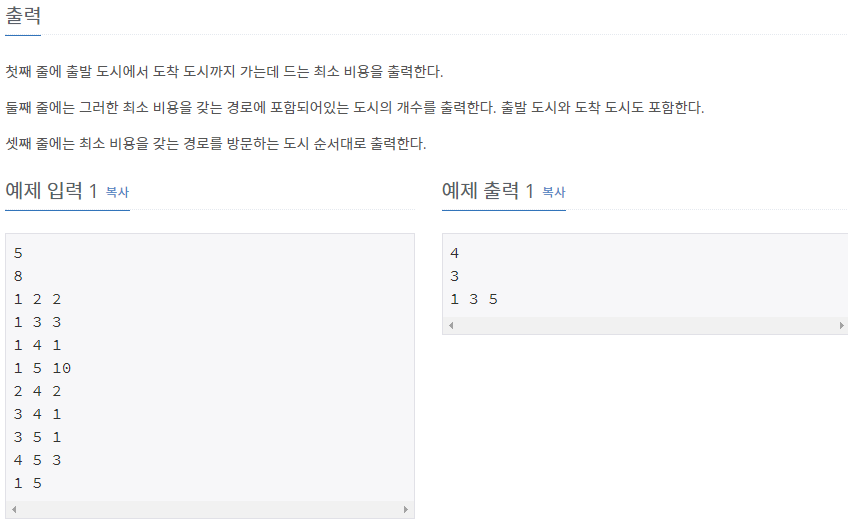 출력
첫째 줄에 출발 도시에서 도착 도시까지 가는데 드는 최소 비용을 출력한다.
둘째 줄에는 그러한 최소 비용을 갖는 경로에 포함되어있는 도시의 개수를 출력한다. 출발 도시와 도착 도시도 포함한다.
셋째 줄에는 최소 비용을 갖는 경로를 방문하는 도시 순서대로 출력한다.
예제 입력 1 복사
5
8
1 2 2
1 3 3
1 4 1
1 5 10
2 4 2
3 4 1
3 5 1
4 5 3
1 5
예제 출력 1 복사
4
3
1 3 5